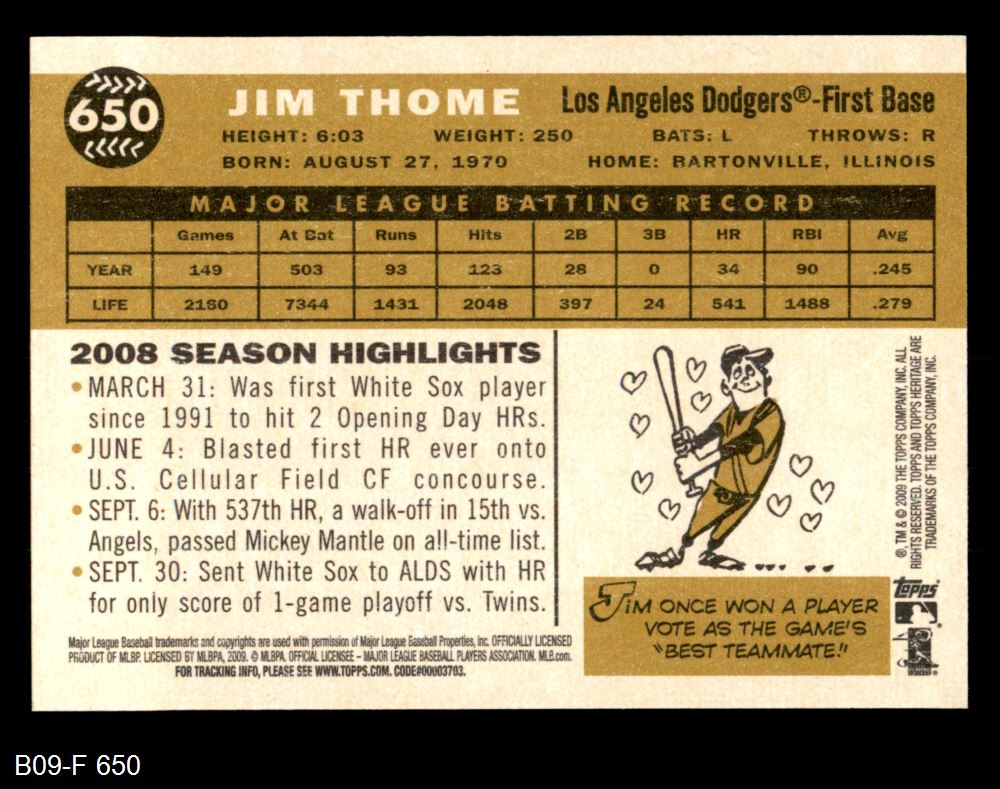 650
JIM THOME
Los Angeles Dodgers®-First Base
HEIGHT: 6:03 WEIGHT: 250 BATS: L THROWS: R
BORN: AUGUST 27, 1970 HOME: BARTONVILLE, ILLINOIS
MAJOR LEAGUE BATTING RECORD
Games At Bat Runs Hits 2B 3B HR RBI Avg
YEAR 149 503 93 123 28 0 34 90 .245
LIFE 2160 7344 1431 2048 397 24 541 1488 .279
2008 SEASON HIGHLIGHTS
• MARCH 31: Was first White Sox player
since 1991 to hit 2 Opening Day HRs.
• JUNE 4: Blasted first HR ever onto
U.S. Cellular Field CF concourse.
• SEPT. 6: With 537th HR, a walk-off in 15th vs.
Angels, passed Mickey Mantle on all-time list.
• SEPT. 30: Sent White Sox to ALDS with HR
for only score of 1-game playoff vs. Twins.
Major League Baseball trademarks and copyrights are used with permission of Major League Baseball Properties, Inc. OFFICIALLY LICENSED
PRODUCT OF MLBP. LICENSED BY MLBPA, 2009. © MLBPA. OFFICIAL LICENSEE – MAJOR LEAGUE BASEBALL PLAYERS ASSOCIATION. MLB.com.
FOR TRACKING INFO, PLEASE SEE WWW.TOPPS.COM. CODE#00003703.
JIM ONCE WON A PLAYER
VOTE AS THE GAME'S
"BEST TEAMMATE!"
®, TM & © 2009 THE TOPPS COMPANY, INC. ALL
RIGHTS RESERVED. TOPPS AND TOPPS HERITAGE ARE
TRADEMARKS OF THE TOPPS COMPANY, INC.
Topps
B09-F 650